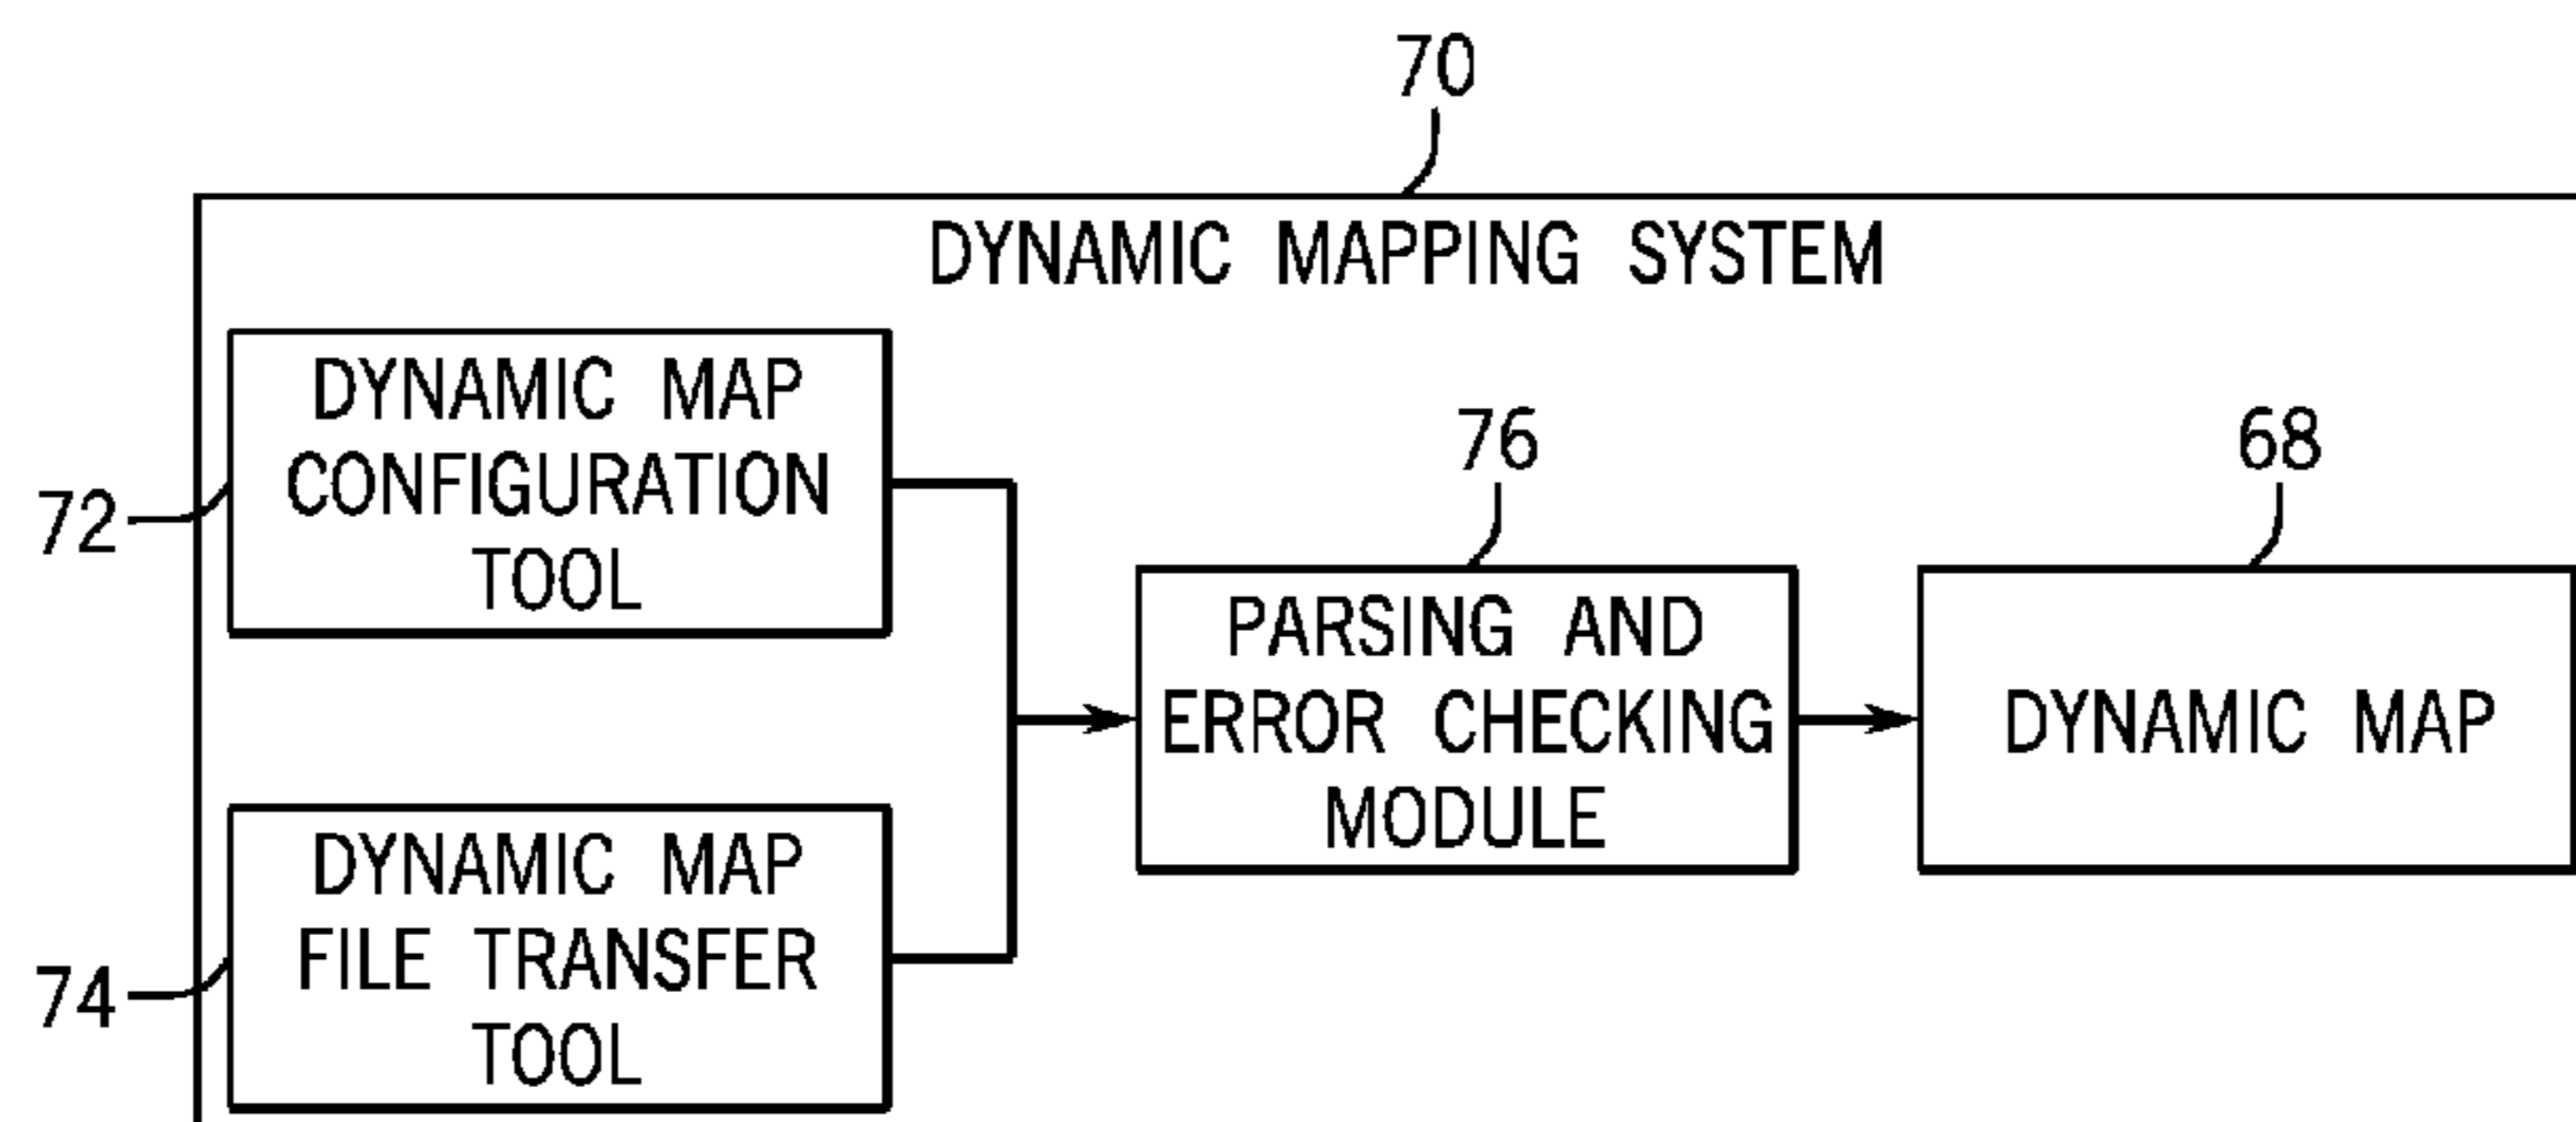 70
DYNAMIC MAPPING SYSTEM
72
DYNAMIC MAP
CONFIGURATION
TOOL
74
DYNAMIC MAP
FILE TRANSFER
TOOL
76
PARSING AND
ERROR CHECKING
MODULE
68
DYNAMIC MAP